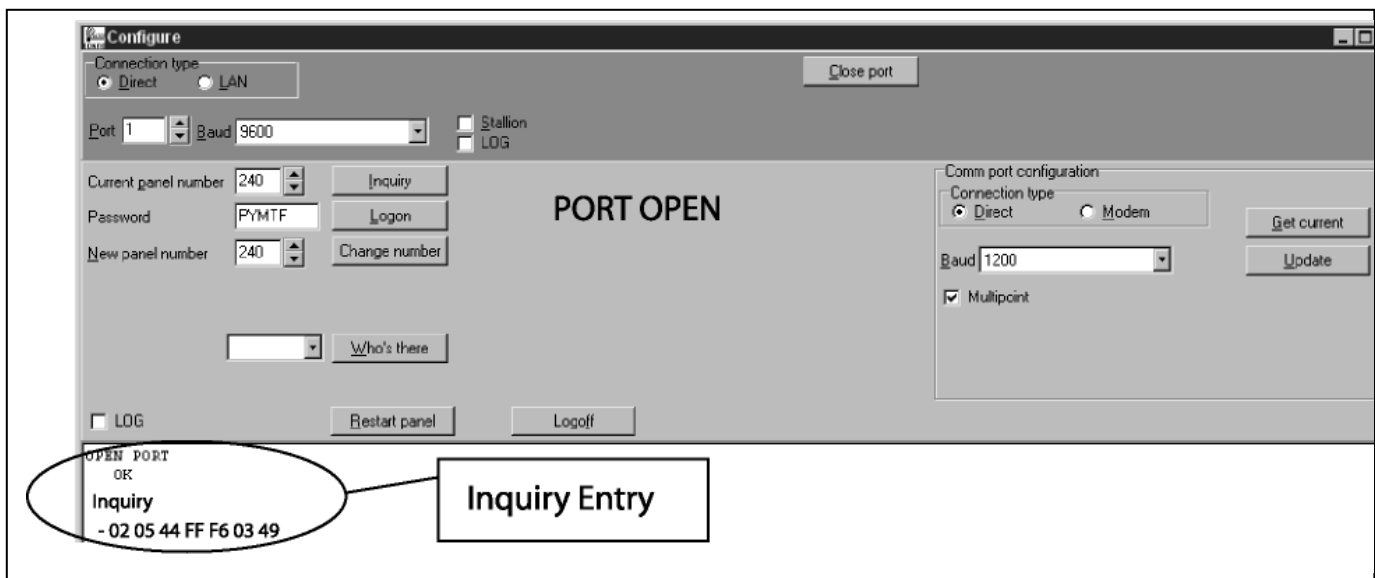 Configure
Connection type
Direct LAN
Close port
Port 1 Baud 9600
Stallion
LOG
Current panel number 240 Inquiry
Password PYMTF Logon
New panel number 240 Change number
Who's there
LOG
Restart panel Logoff
PORT OPEN
Comm port configuration
Connection type
Direct Modem
Get current
Baud 1200 Update
Multipoint
OPEN PORT
OK
Inquiry
- 02 05 44 FF F6 03 49
Inquiry Entry